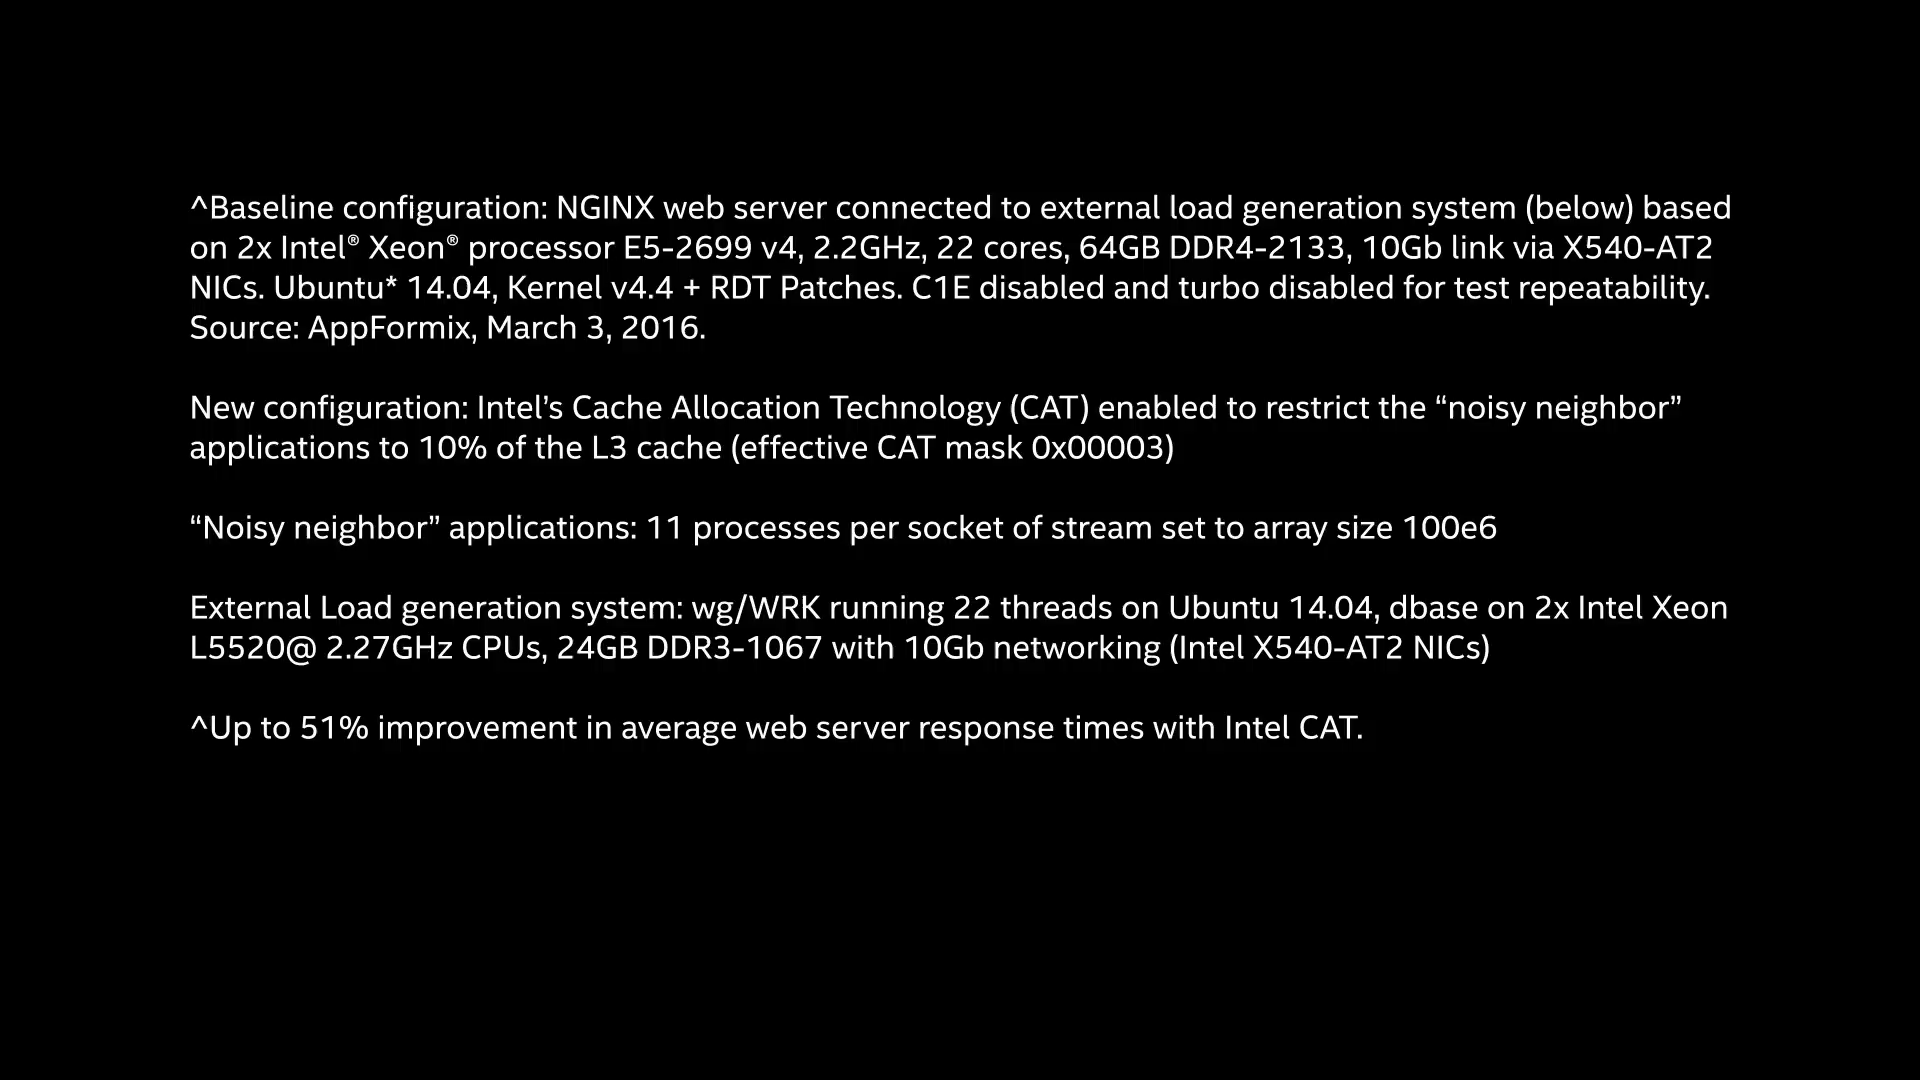 ^Baseline configuration: NGINX web server connected to external load generation system (below) based
on 2x Intel® Xeon® processor E5-2699 v4, 2.2GHz, 22 cores, 64GB DDR4-2133, 10Gb link via X540-AT2
NICs. Ubuntu* 14.04, Kernel v4.4 + RDT Patches. C1E disabled and turbo disabled for test repeatability.
Source: AppFormix, March 3, 2016.
New configuration: Intel’s Cache Allocation Technology (CAT) enabled to restrict the “noisy neighbor”
applications to 10% of the L3 cache (effective CAT mask 0x00003)
“Noisy neighbor” applications: 11 processes per socket of stream set to array size 100e6
External Load generation system: wg/WRK running 22 threads on Ubuntu 14.04, dbase on 2x Intel Xeon
L5520@ 2.27GHz CPUs, 24GB DDR3-1067 with 10Gb networking (Intel X540-AT2 NICs)
^Up to 51% improvement in average web server response times with Intel CAT.